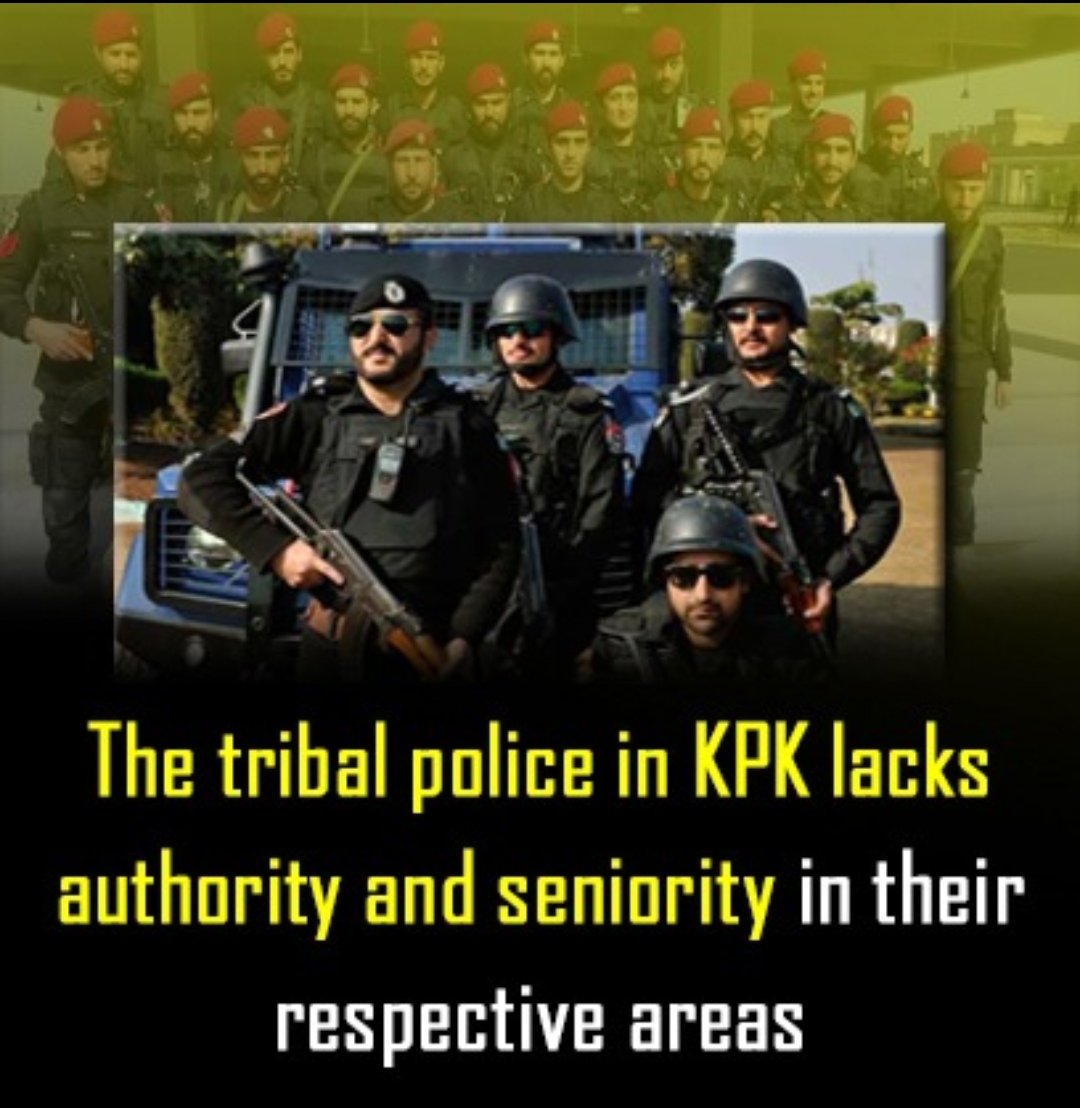 The tribal police in KPK lacks
authority and seniority in their
respective areas